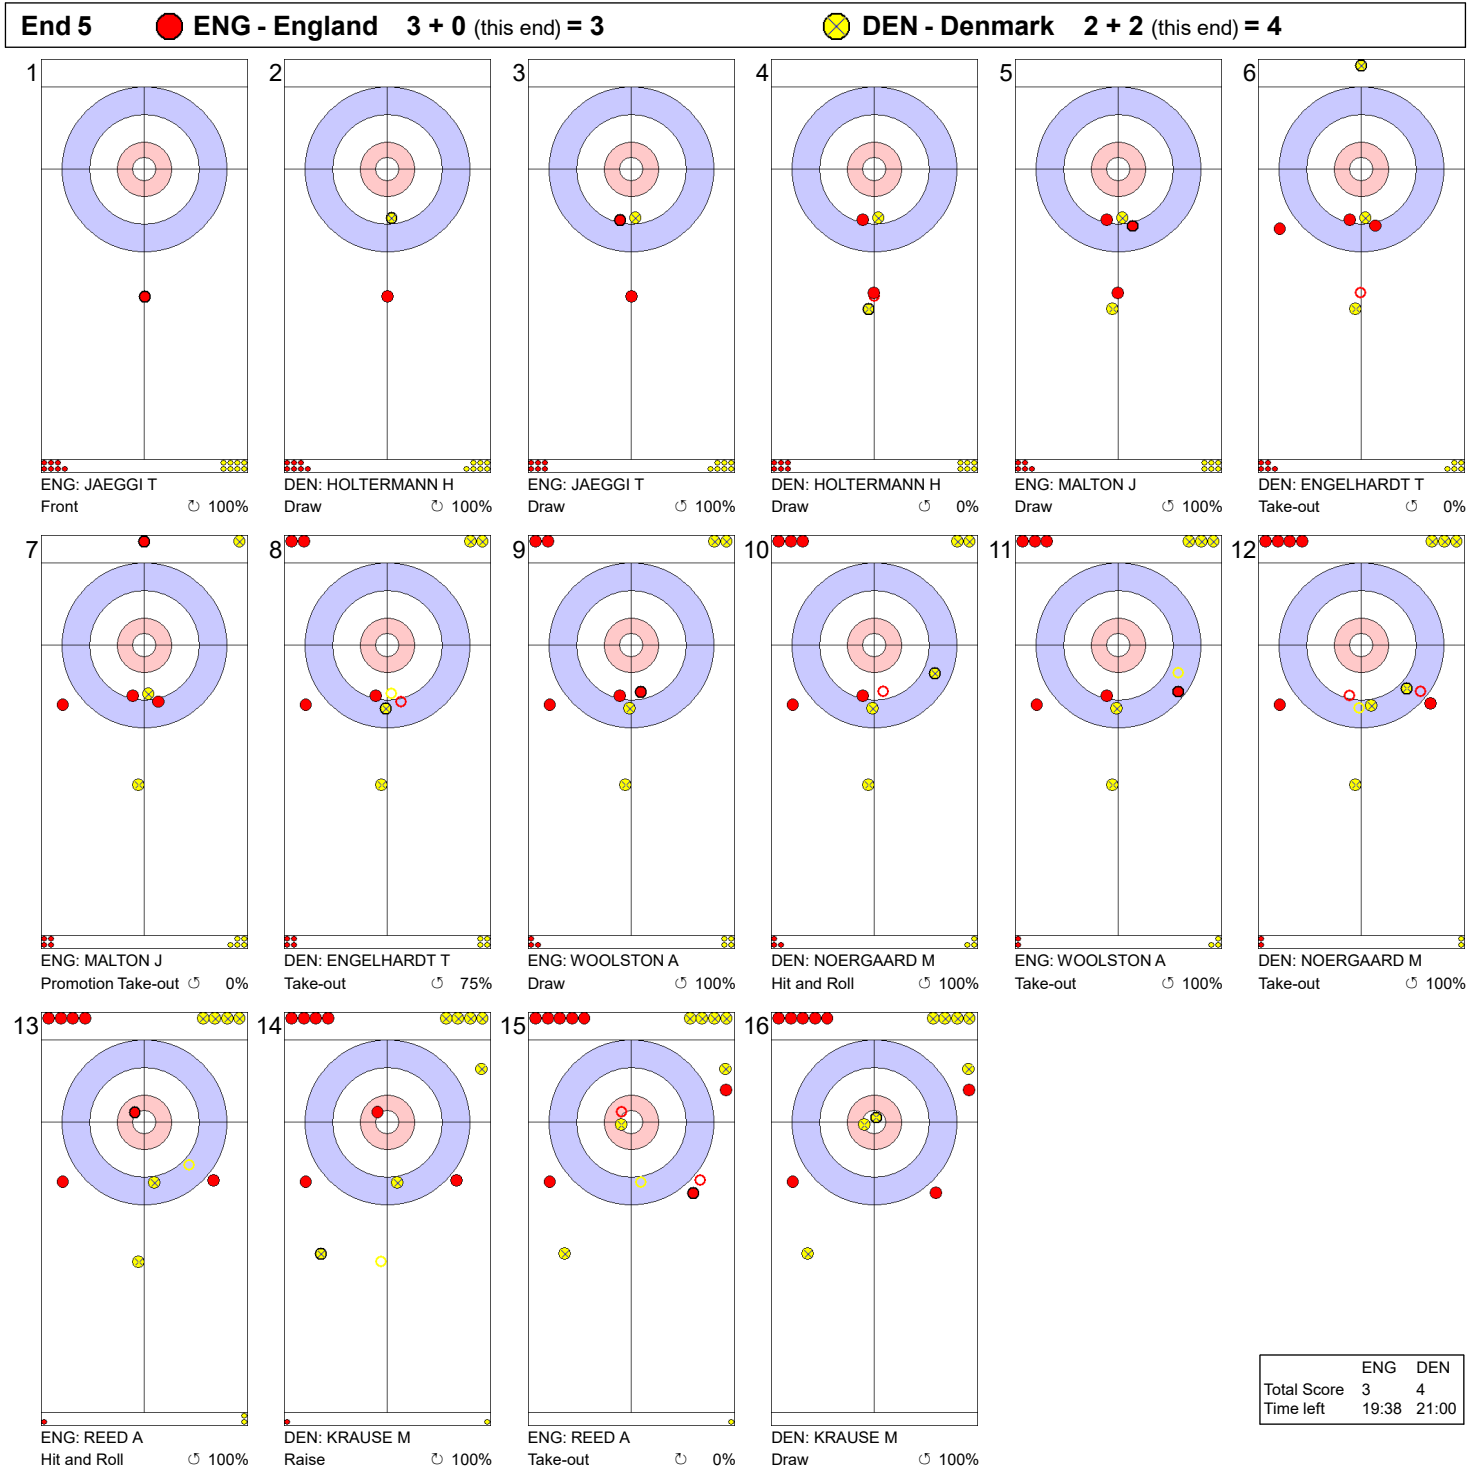 End 5 ENG - England 3 + 0 (this end) = 3 DEN - Denmark 2 + 2 (this end) = 4
1
ENG: JAEGGI T
Front 100%
2
DEN: HOLTERMANN H
Draw 100%
3
ENG: JAEGGI T
Draw 100%
4
DEN: HOLTERMANN H
Draw 0%
5
ENG: MALTON J
Draw 100%
6
DEN: ENGELHARDT T
Take-out 0%
7
ENG: MALTON J
Promotion Take-out 0%
8
DEN: ENGELHARDT T
Take-out 75%
9
ENG: WOOLSTON A
Draw 100%
10
DEN: NOERGAARD M
Hit and Roll 100%
11
ENG: WOOLSTON A
Take-out 100%
12
DEN: NOERGAARD M
Take-out 100%
13
ENG: REED A
Hit and Roll 100%
14
DEN: KRAUSE M
Raise 100%
15
ENG: REED A
Take-out 0%
16
DEN: KRAUSE M
Draw 100%
ENG DEN
Total Score 3 4
Time left 19:38 21:00